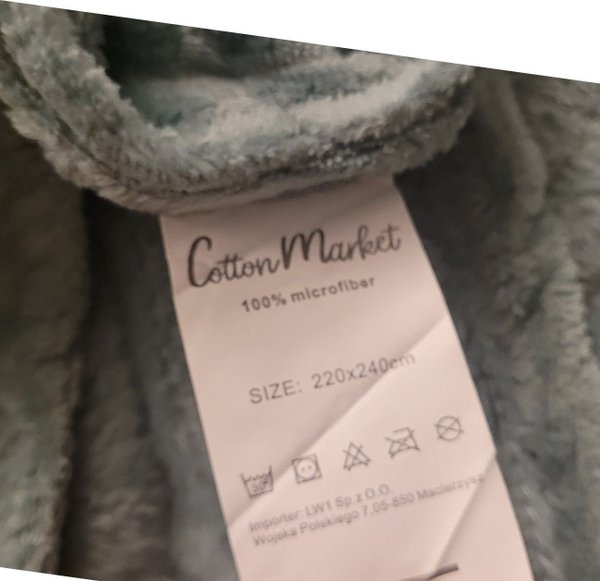 Cotton Market
100% microfiber
SIZE: 220x240cm
Importer: LW1 Sp.z O.O.
Wojska Polskiego 7,05-850 Macierzysz